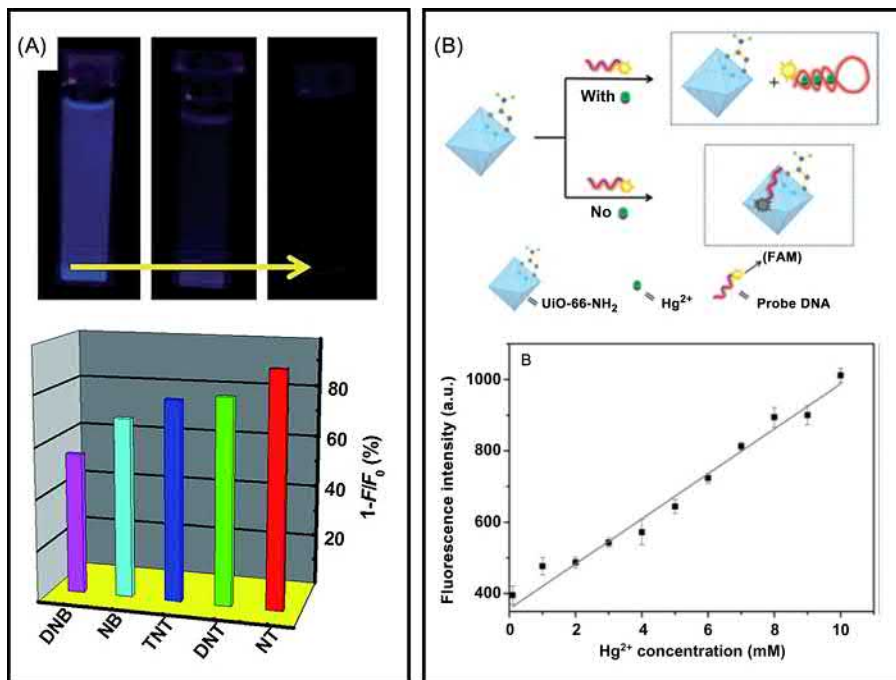 (A)
80
60
40
20
1-F/F₀ (%)
DNB
NB
TNT
DNT
NT
(B)
With
+
No
(FAM)
UiO-66-NH₂
Hg²⁺
Probe DNA
B
Fluorescence intensity (a.u.)
1000
800
600
400
0 2 4 6 8 10
Hg²⁺ concentration (mM)